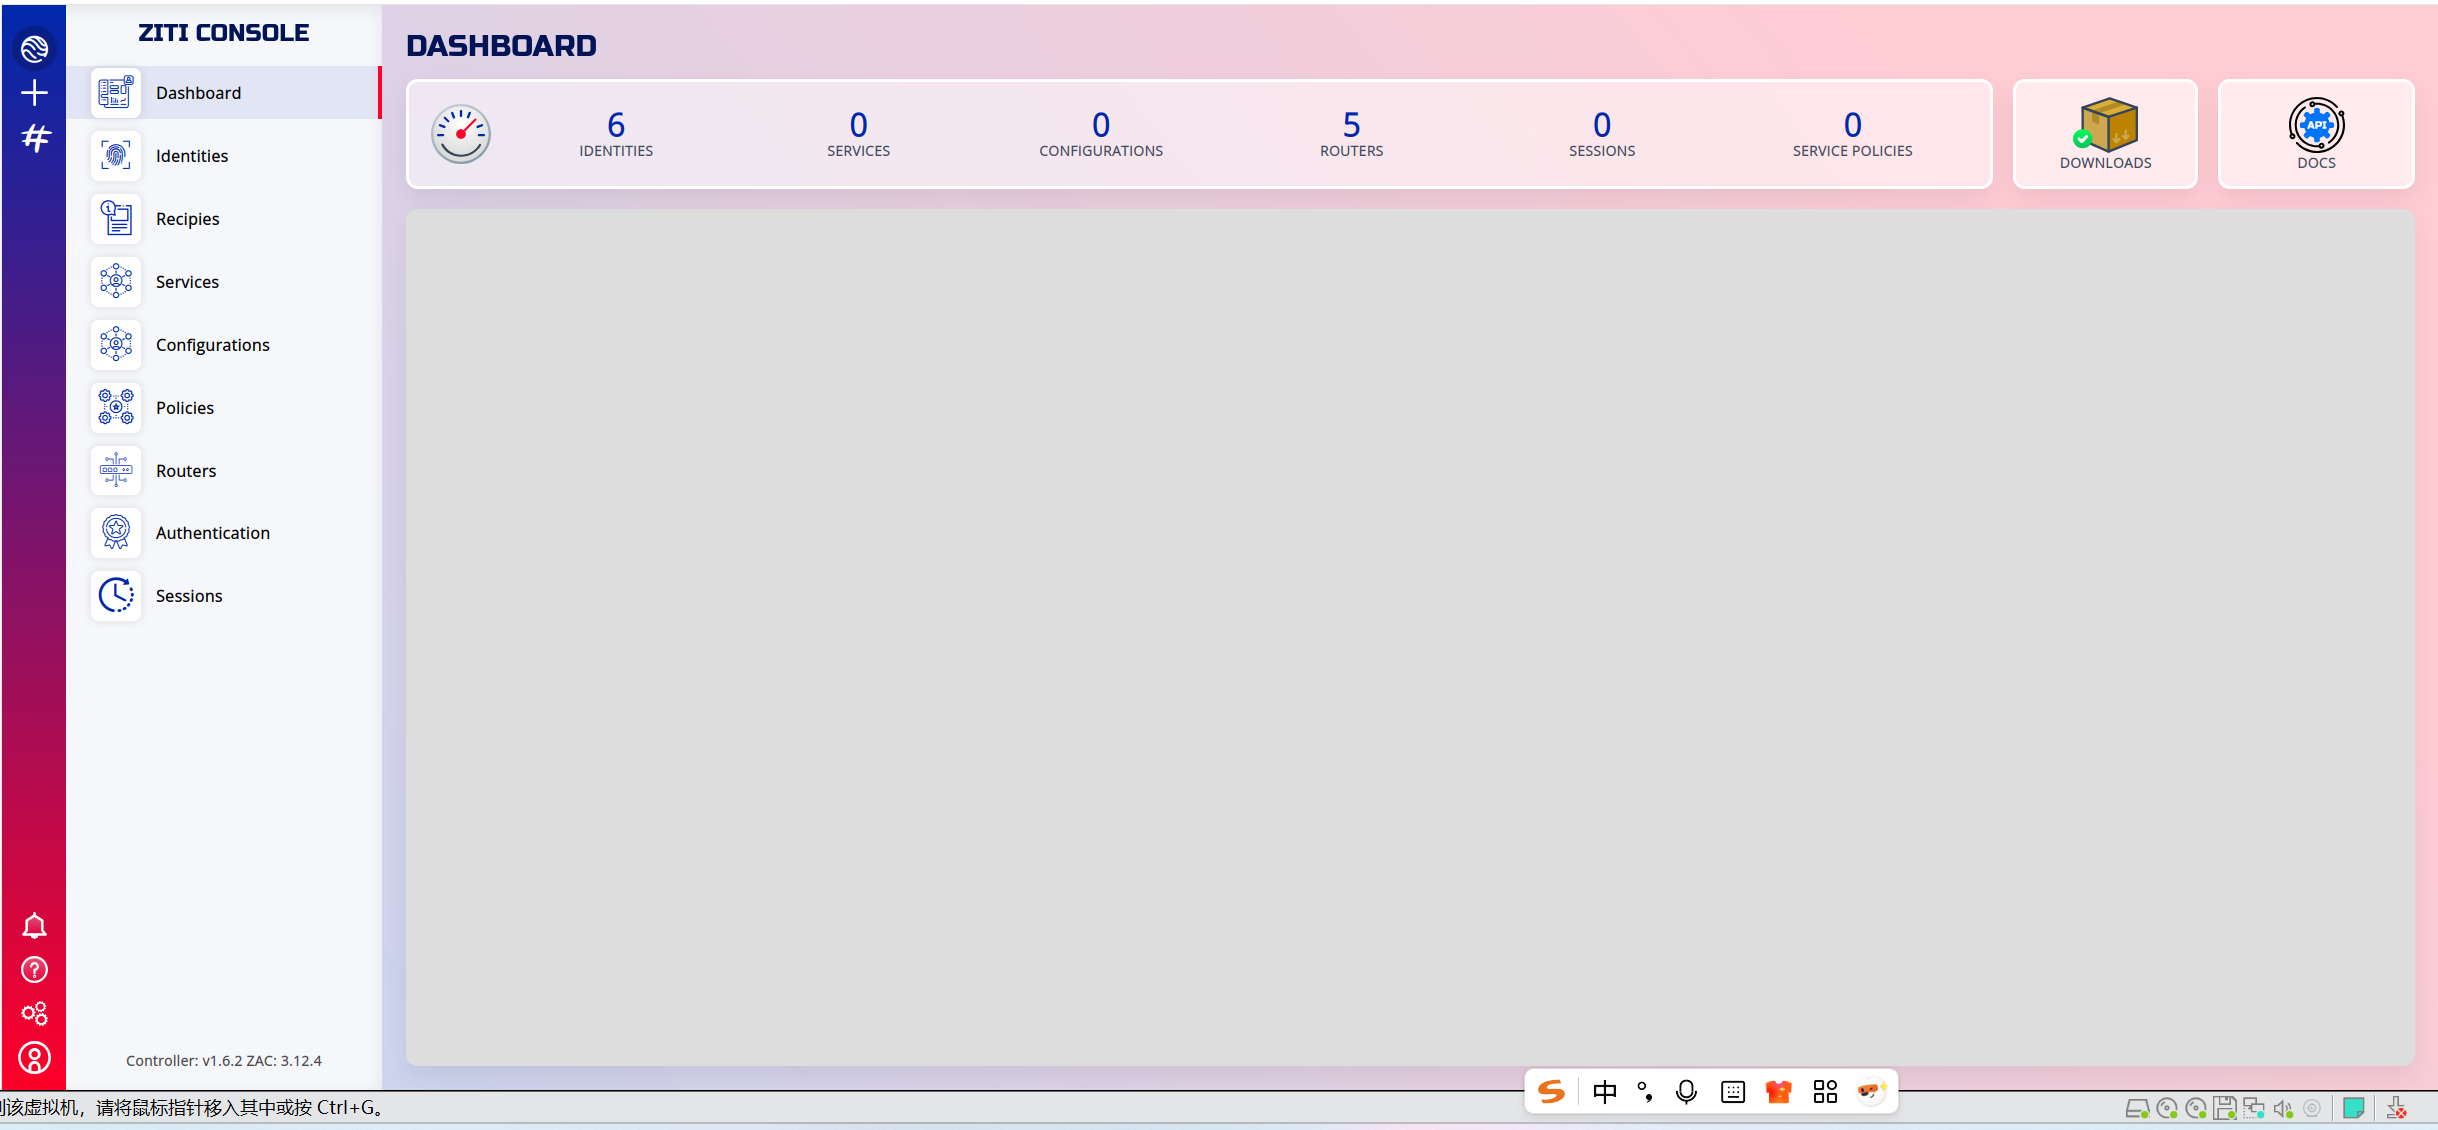 ZITI CONSOLE
Dashboard
Identities
Recipies
Services
Configurations
Policies
Routers
Authentication
Sessions
Controller: v1.6.2 ZAC: 3.12.4
DASHBOARD
6
IDENTITIES
0
SERVICES
0
CONFIGURATIONS
5
ROUTERS
0
SESSIONS
0
SERVICE POLICIES
DOWNLOADS
API
DOCS
该虚拟机，请将鼠标指针移入其中或按 Ctrl+G。
中